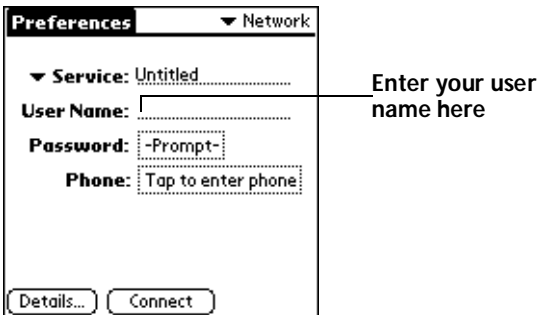 Preferences ▼ Network
▼ Service: Untitled
User Name:
Password: -Prompt-
Phone: Tap to enter phone
Details... Connect
Enter your user
name here